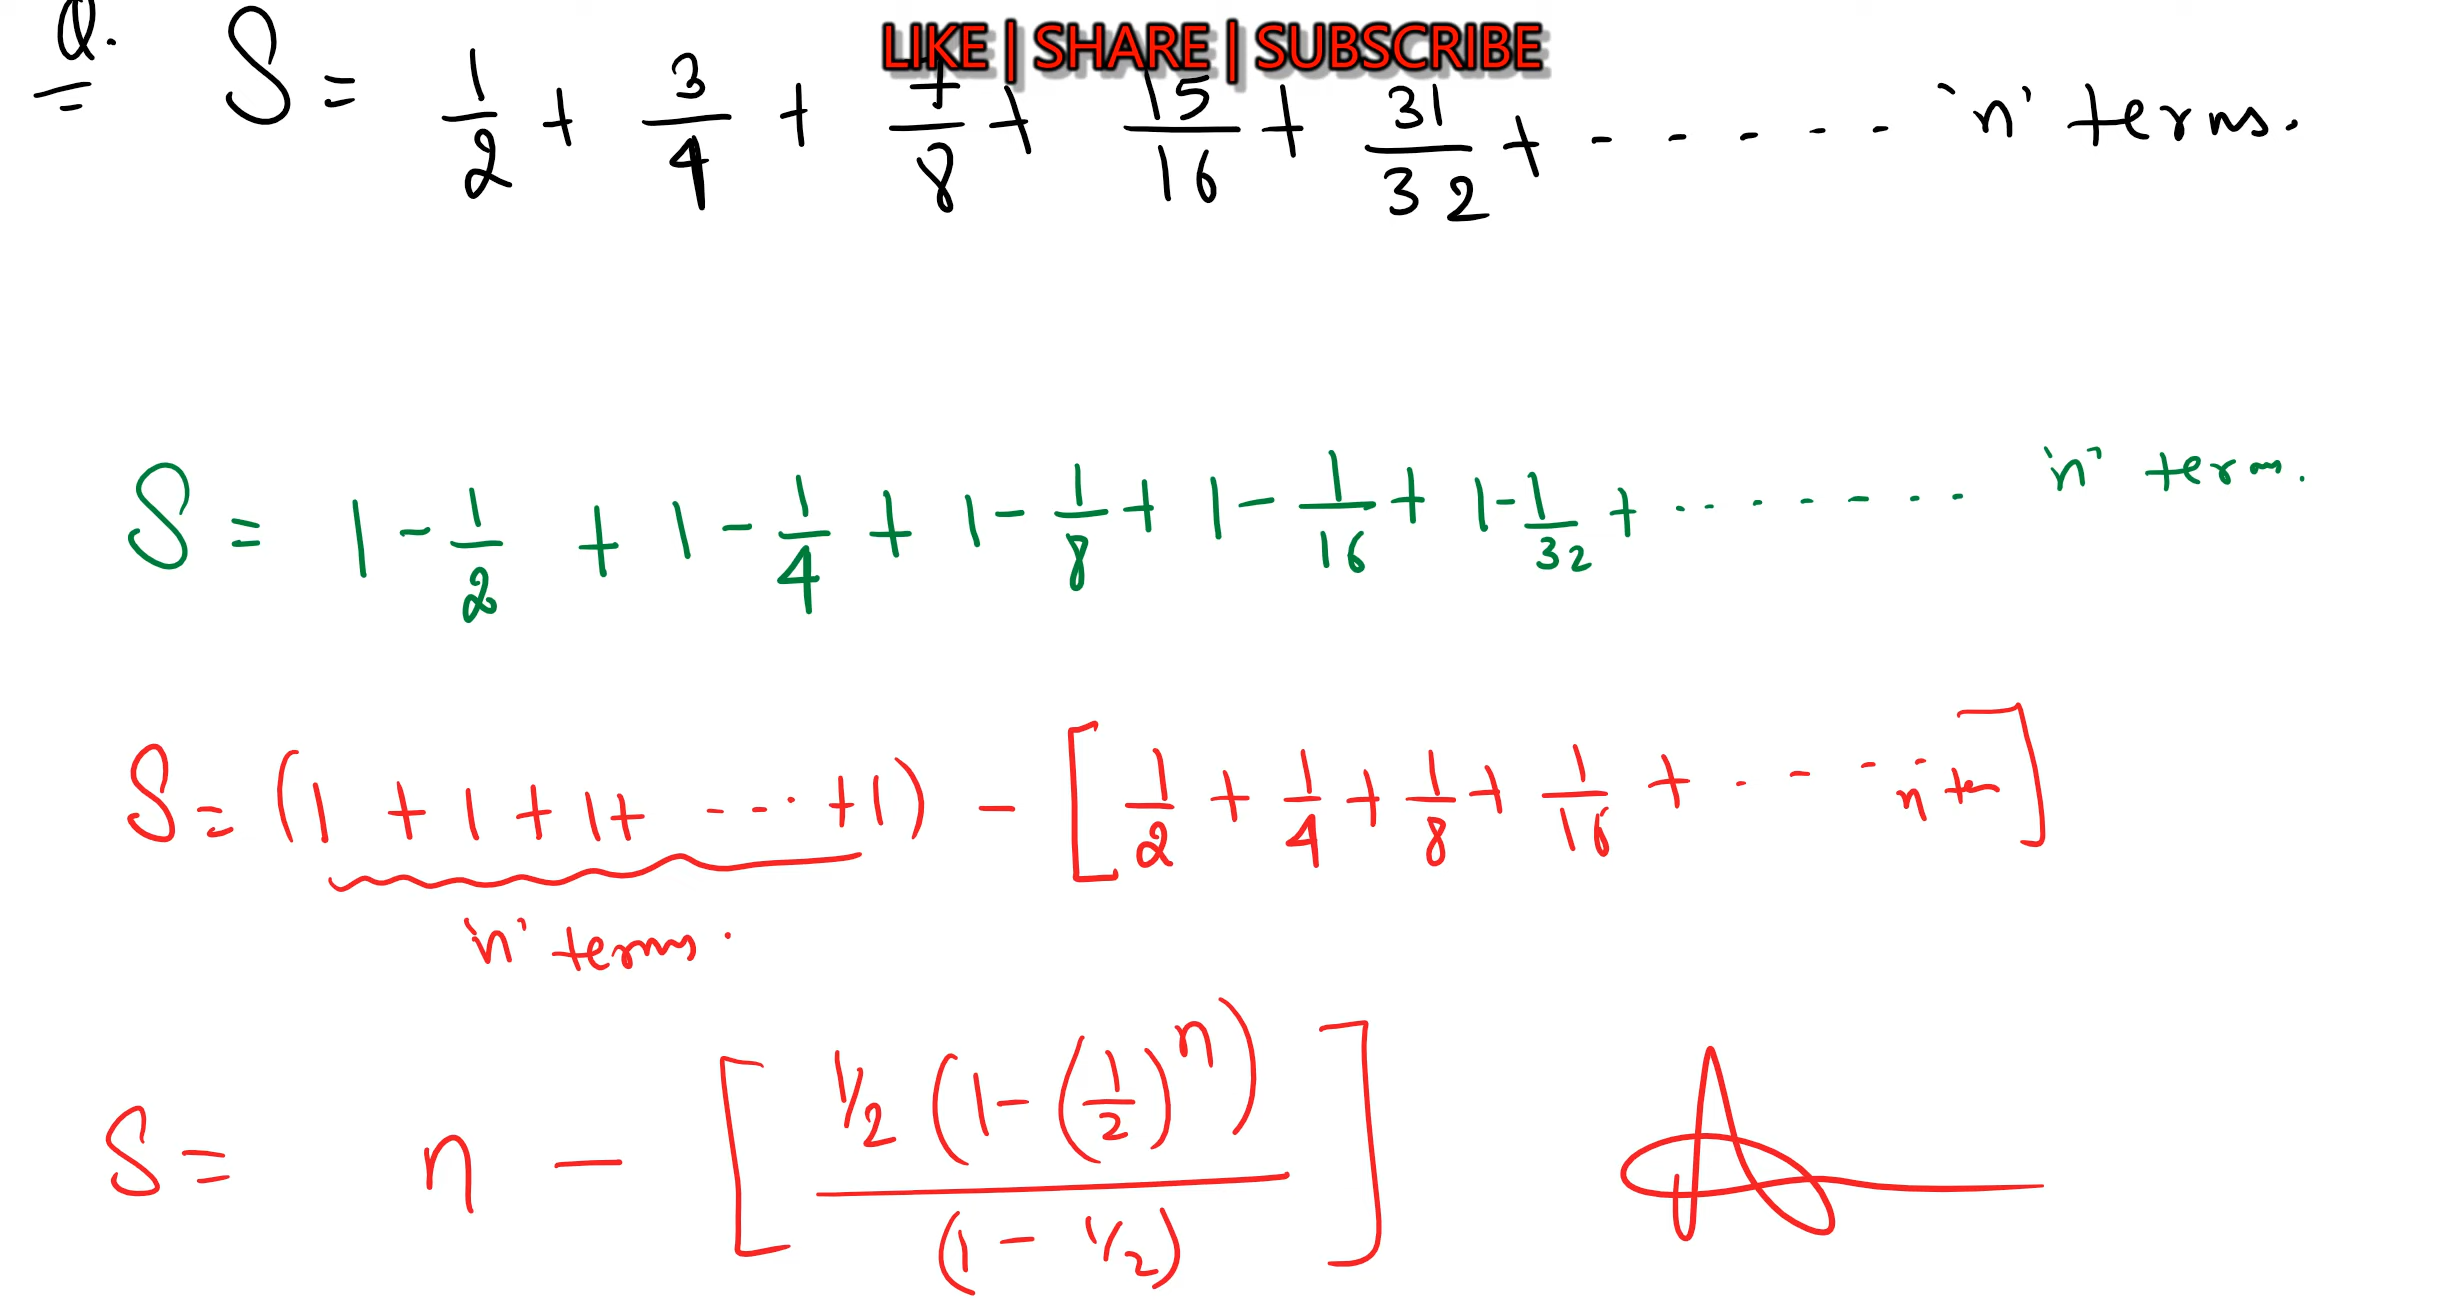 LIKE | SHARE | SUBSCRIBE
Q. S = 1/2 + 3/4 + 7/8 + 15/16 + 31/32 + - - - - - 'n' terms.
S = 1 - 1/2 + 1 - 1/4 + 1 - 1/8 + 1 - 1/16 + 1 - 1/32 + ........ 'n' term.
S = (1 + 1 + 1 + - - . + 1) - [1/2 + 1/4 + 1/8 + 1/16 + - - - n te]
'n' terms.
S = n - [1/2 (1 - (1/2)^n) / (1 - 1/2)]